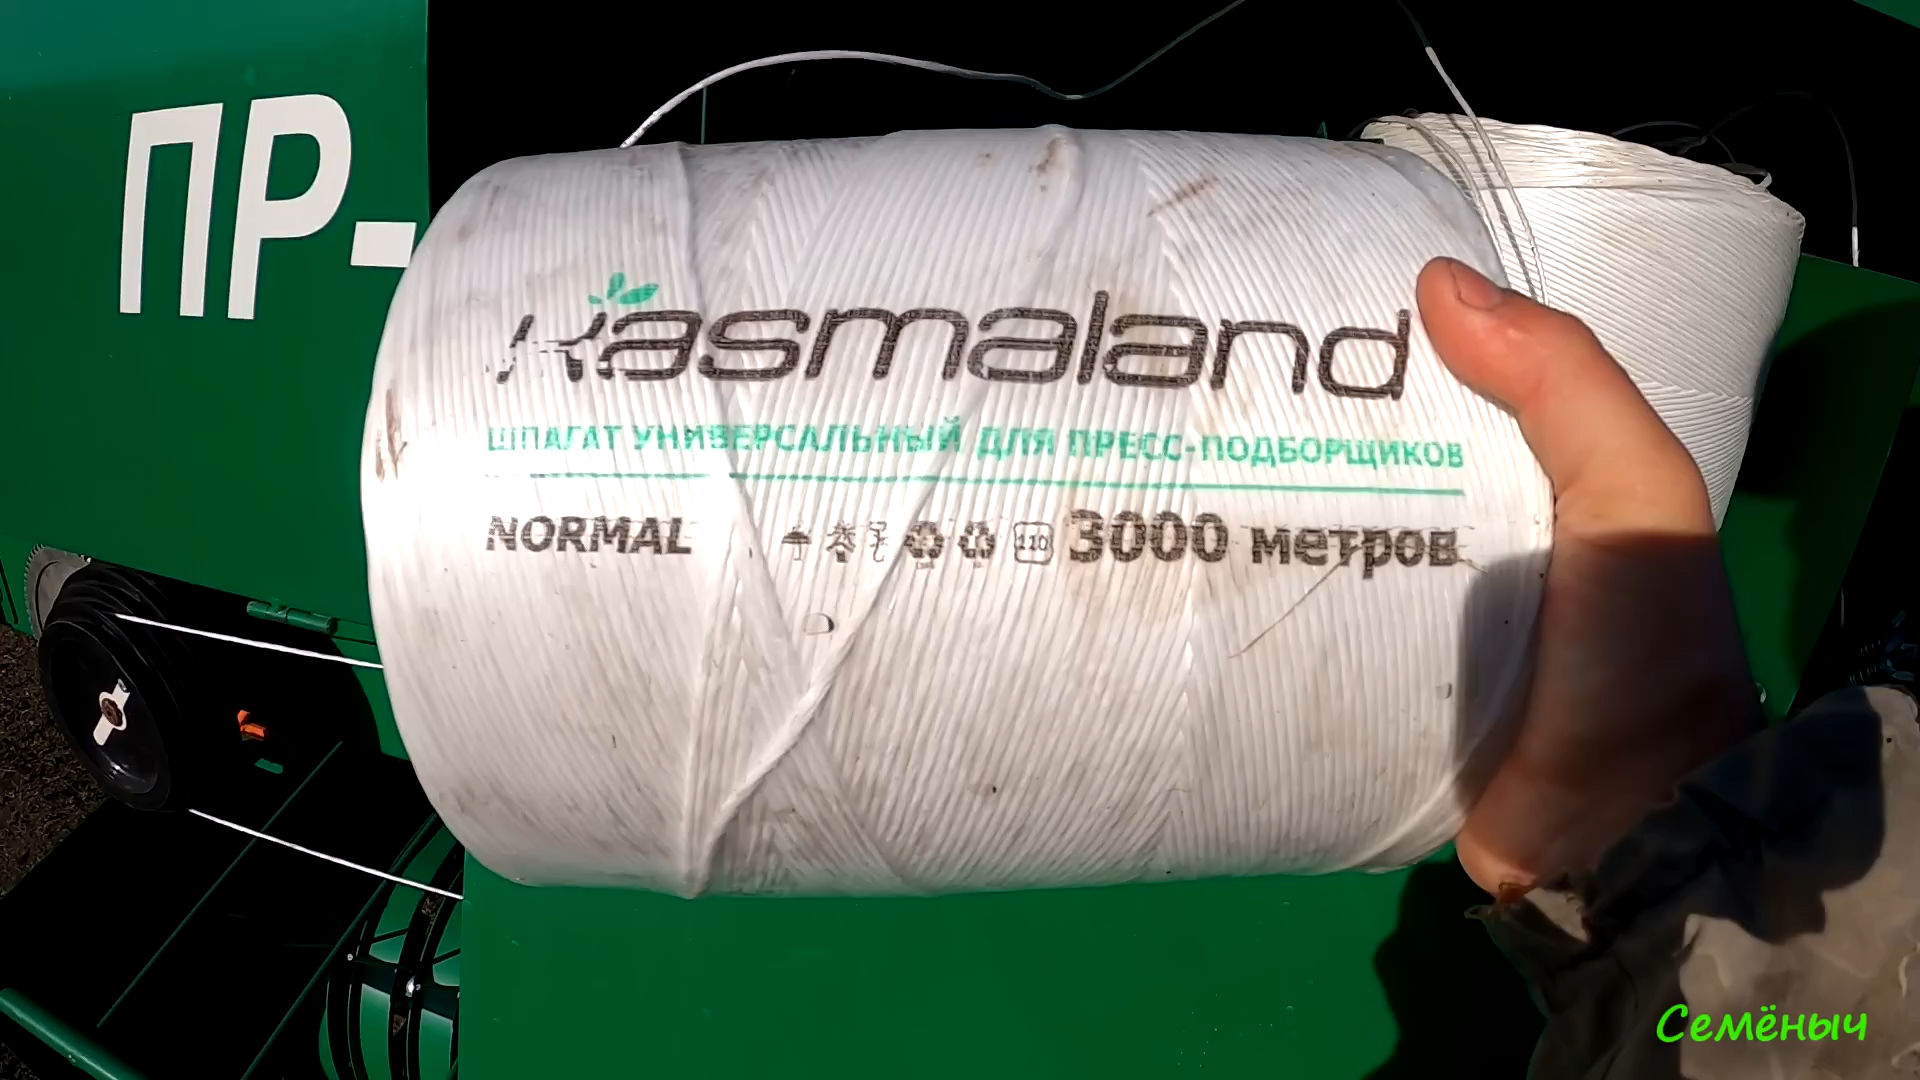 ПР-
Kasmaland
ШПАГАТ УНИВЕРСАЛЬНЫЙ ДЛЯ ПРЕСС-ПОДБОРЩИКОВ
NORMAL 110 3000 метров
Семёныч